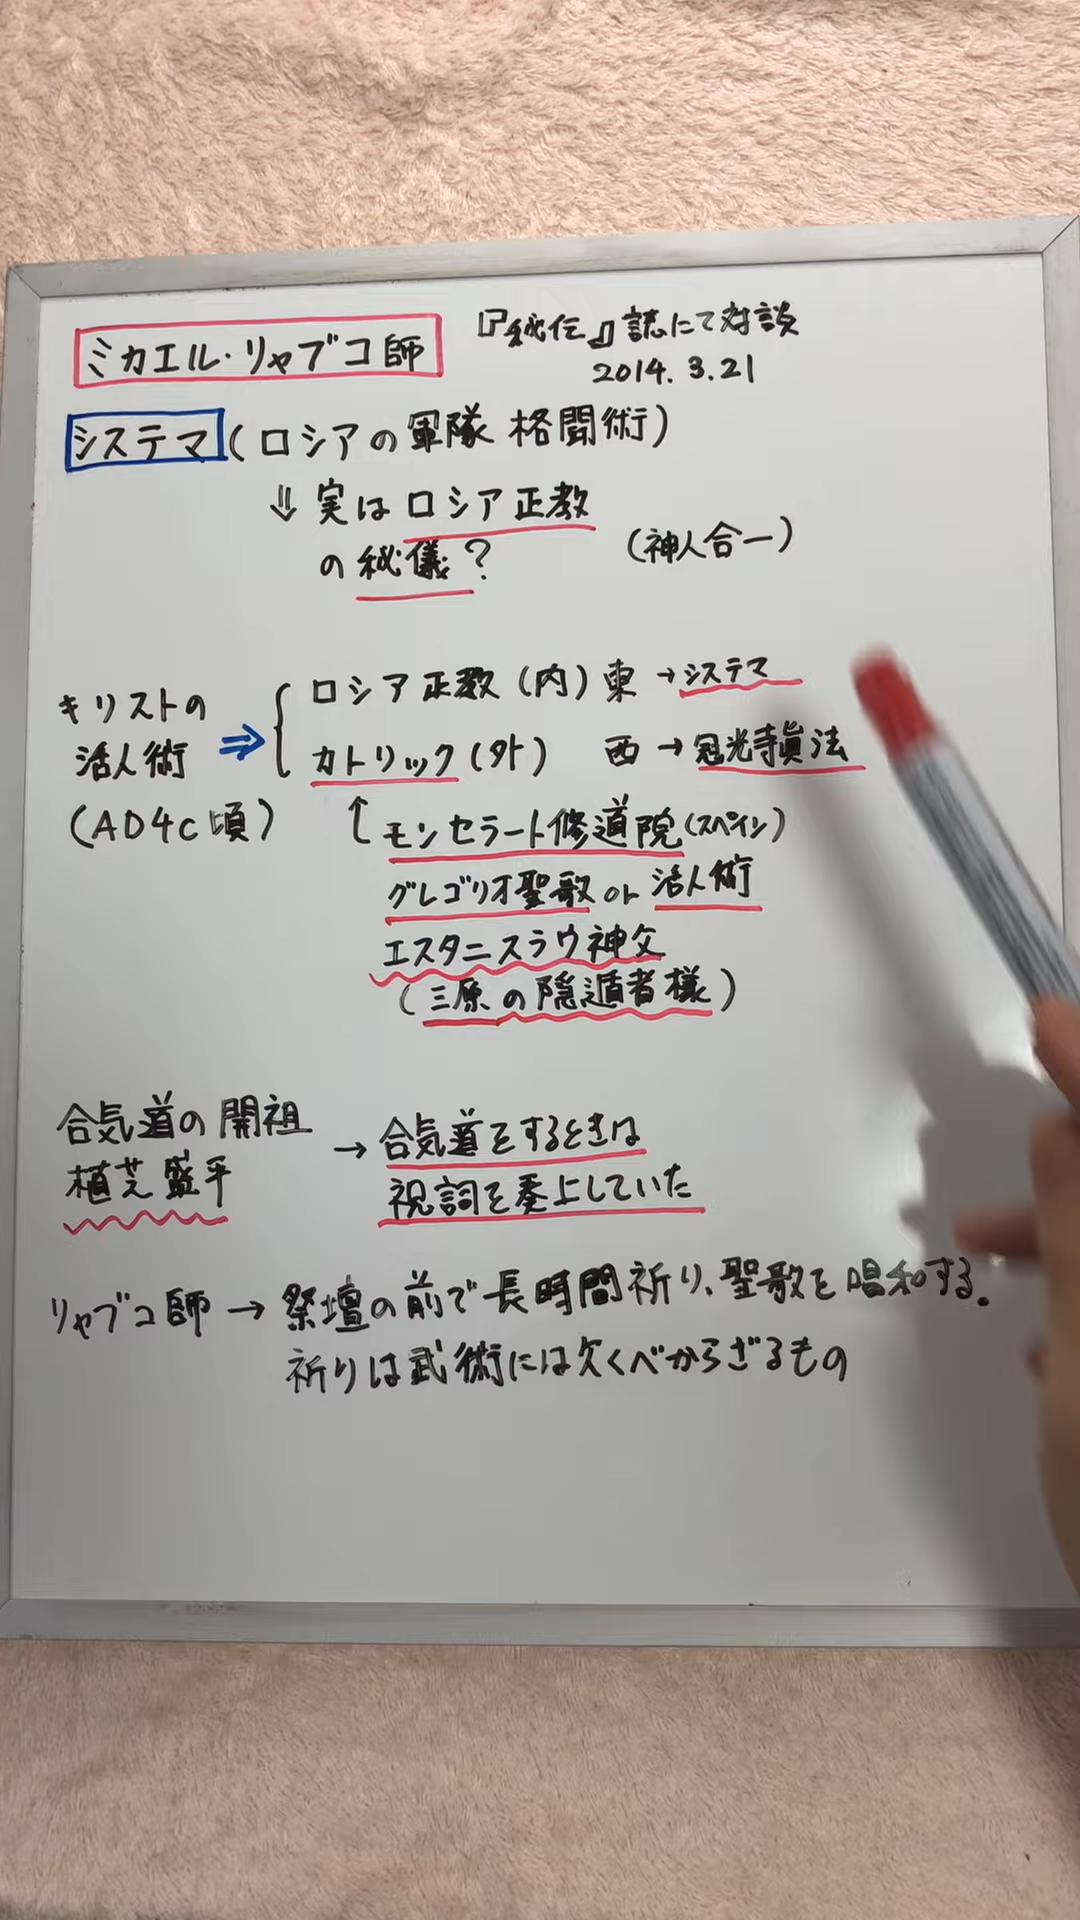 ミカエル・リャブコ師
『秘伝』誌にて対談
2014.3.21
システマ(ロシアの軍隊格闘術)
⇓ 実はロシア正教
の秘儀? (神人合一)
キリストの
活人術
(AD4C頃)
⇒ { ロシア正教(内)東→システマ
カトリック(外) 西→冠光寺眞法
↑ モンセラート修道院(スペイン)
グレゴリオ聖歌 or 活人術
エスタニスラウ神父
(三原の隠遁者様)
合気道の開祖
植芝盛平
→ 合気道をするときは
祝詞を奏上していた
リャブコ師 → 祭壇の前で長時間祈り、聖歌を唱和する。
祈りは武術には欠くべからざるもの